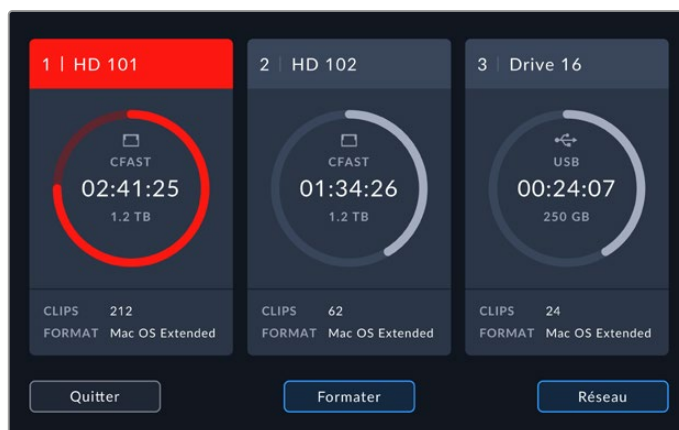 1 | HD 101
CFAST
02:41:25
1.2 TB
CLIPS 212
FORMAT Mac OS Extended
2 | HD 102
CFAST
01:34:26
1.2 TB
CLIPS 62
FORMAT Mac OS Extended
3 | Drive 16
USB
00:24:07
250 GB
CLIPS 24
FORMAT Mac OS Extended
Quitter
Formater
Réseau